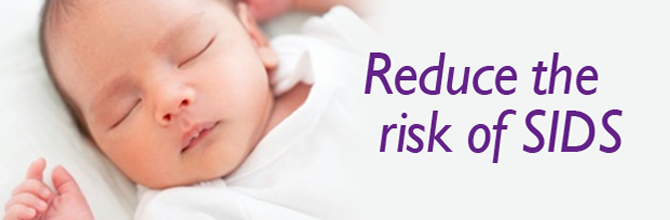 Reduce the
risk of SIDS